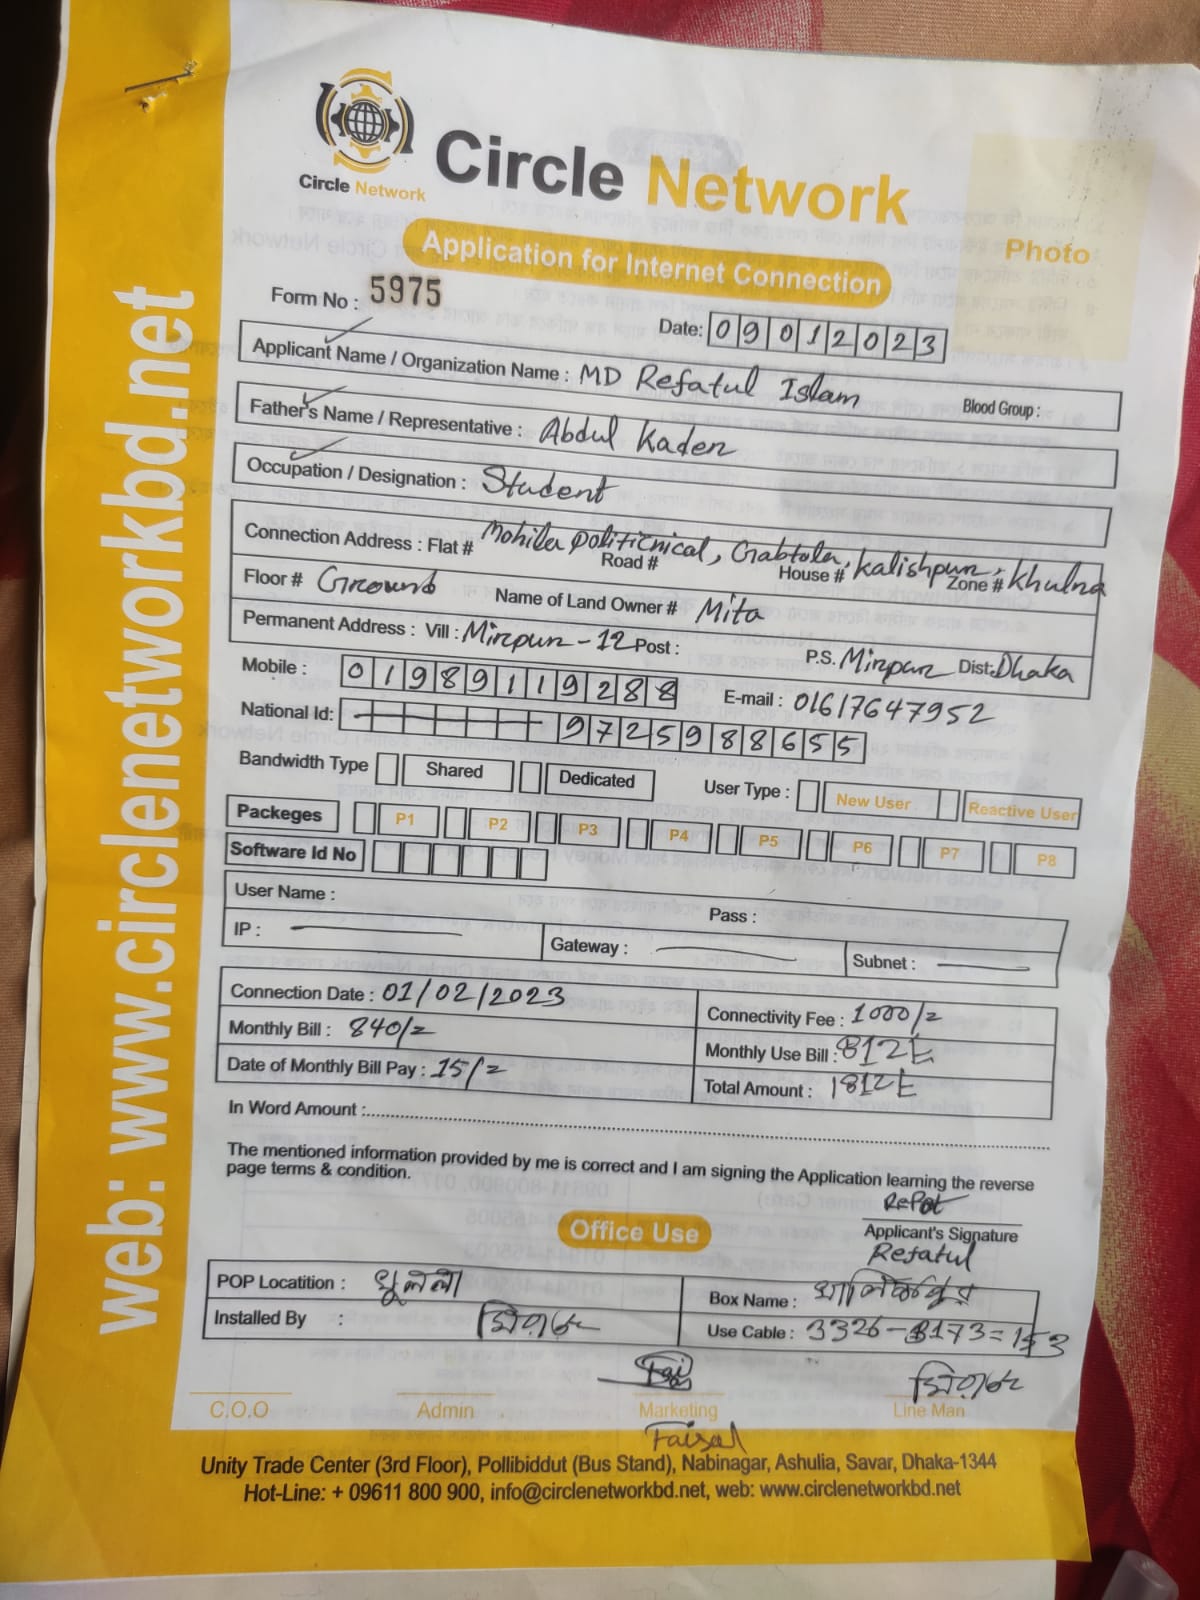 web: www.circlenetworkbd.net
Circle Network
Circle Network
Photo
Application for Internet Connection
Form No : 5975
Date: 09012023
Applicant Name / Organization Name : MD Refatul Islam Blood Group :
Father's Name / Representative : Abdul Kader
Occupation / Designation : Student
Connection Address : Flat # Mohila politicnical, Gabtola, Kalishpur, Khulna
Road # House # Zone #
Floor # Ground Name of Land Owner # Mita
Permanent Address : Vill : Mirpur-12 Post : P.S. Mirpur Dist: Dhaka
Mobile : 01989119288 E-mail : 01617647952
National Id: 9725988655
Bandwidth Type Shared Dedicated User Type : New User Reactive User
Packeges P1 P2 P3 P4 P5 P6 P7 P8
Software Id No
User Name : Pass :
IP : Gateway : Subnet :
Connection Date : 01/02/2023 Connectivity Fee : 1000/=
Monthly Bill : 840/= Monthly Use Bill : 812t
Date of Monthly Bill Pay : 15/= Total Amount : 1812t
In Word Amount :
The mentioned information provided by me is correct and I am signing the Application learning the reverse
page terms & condition.
Applicant's Signature
Refatul
Office Use
POP Locatition : Box Name :
Installed By : Use Cable : 3326-3173=153
C.O.O Admin Marketing Line Man
Faisal
Unity Trade Center (3rd Floor), Pollibiddut (Bus Stand), Nabinagar, Ashulia, Savar, Dhaka-1344
Hot-Line: + 09611 800 900, info@circlenetworkbd.net, web: www.circlenetworkbd.net